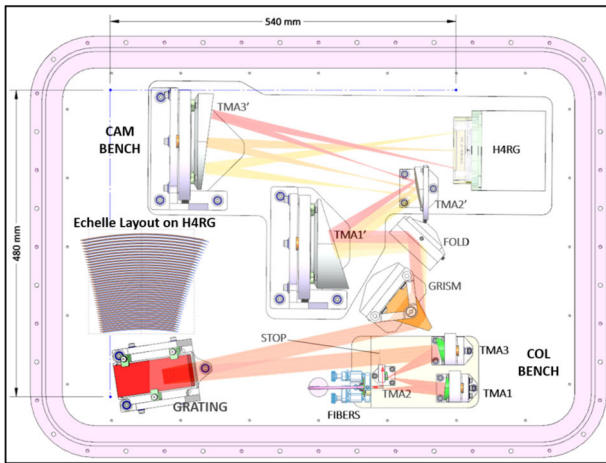 540 mm
TMA3'
CAM
BENCH
H4RG
480 mm
TMA2'
Echelle Layout on H4RG
TMA1'
FOLD
GRISM
STOP
TMA3
COL
BENCH
TMA1
TMA2
FIBERS
GRATING